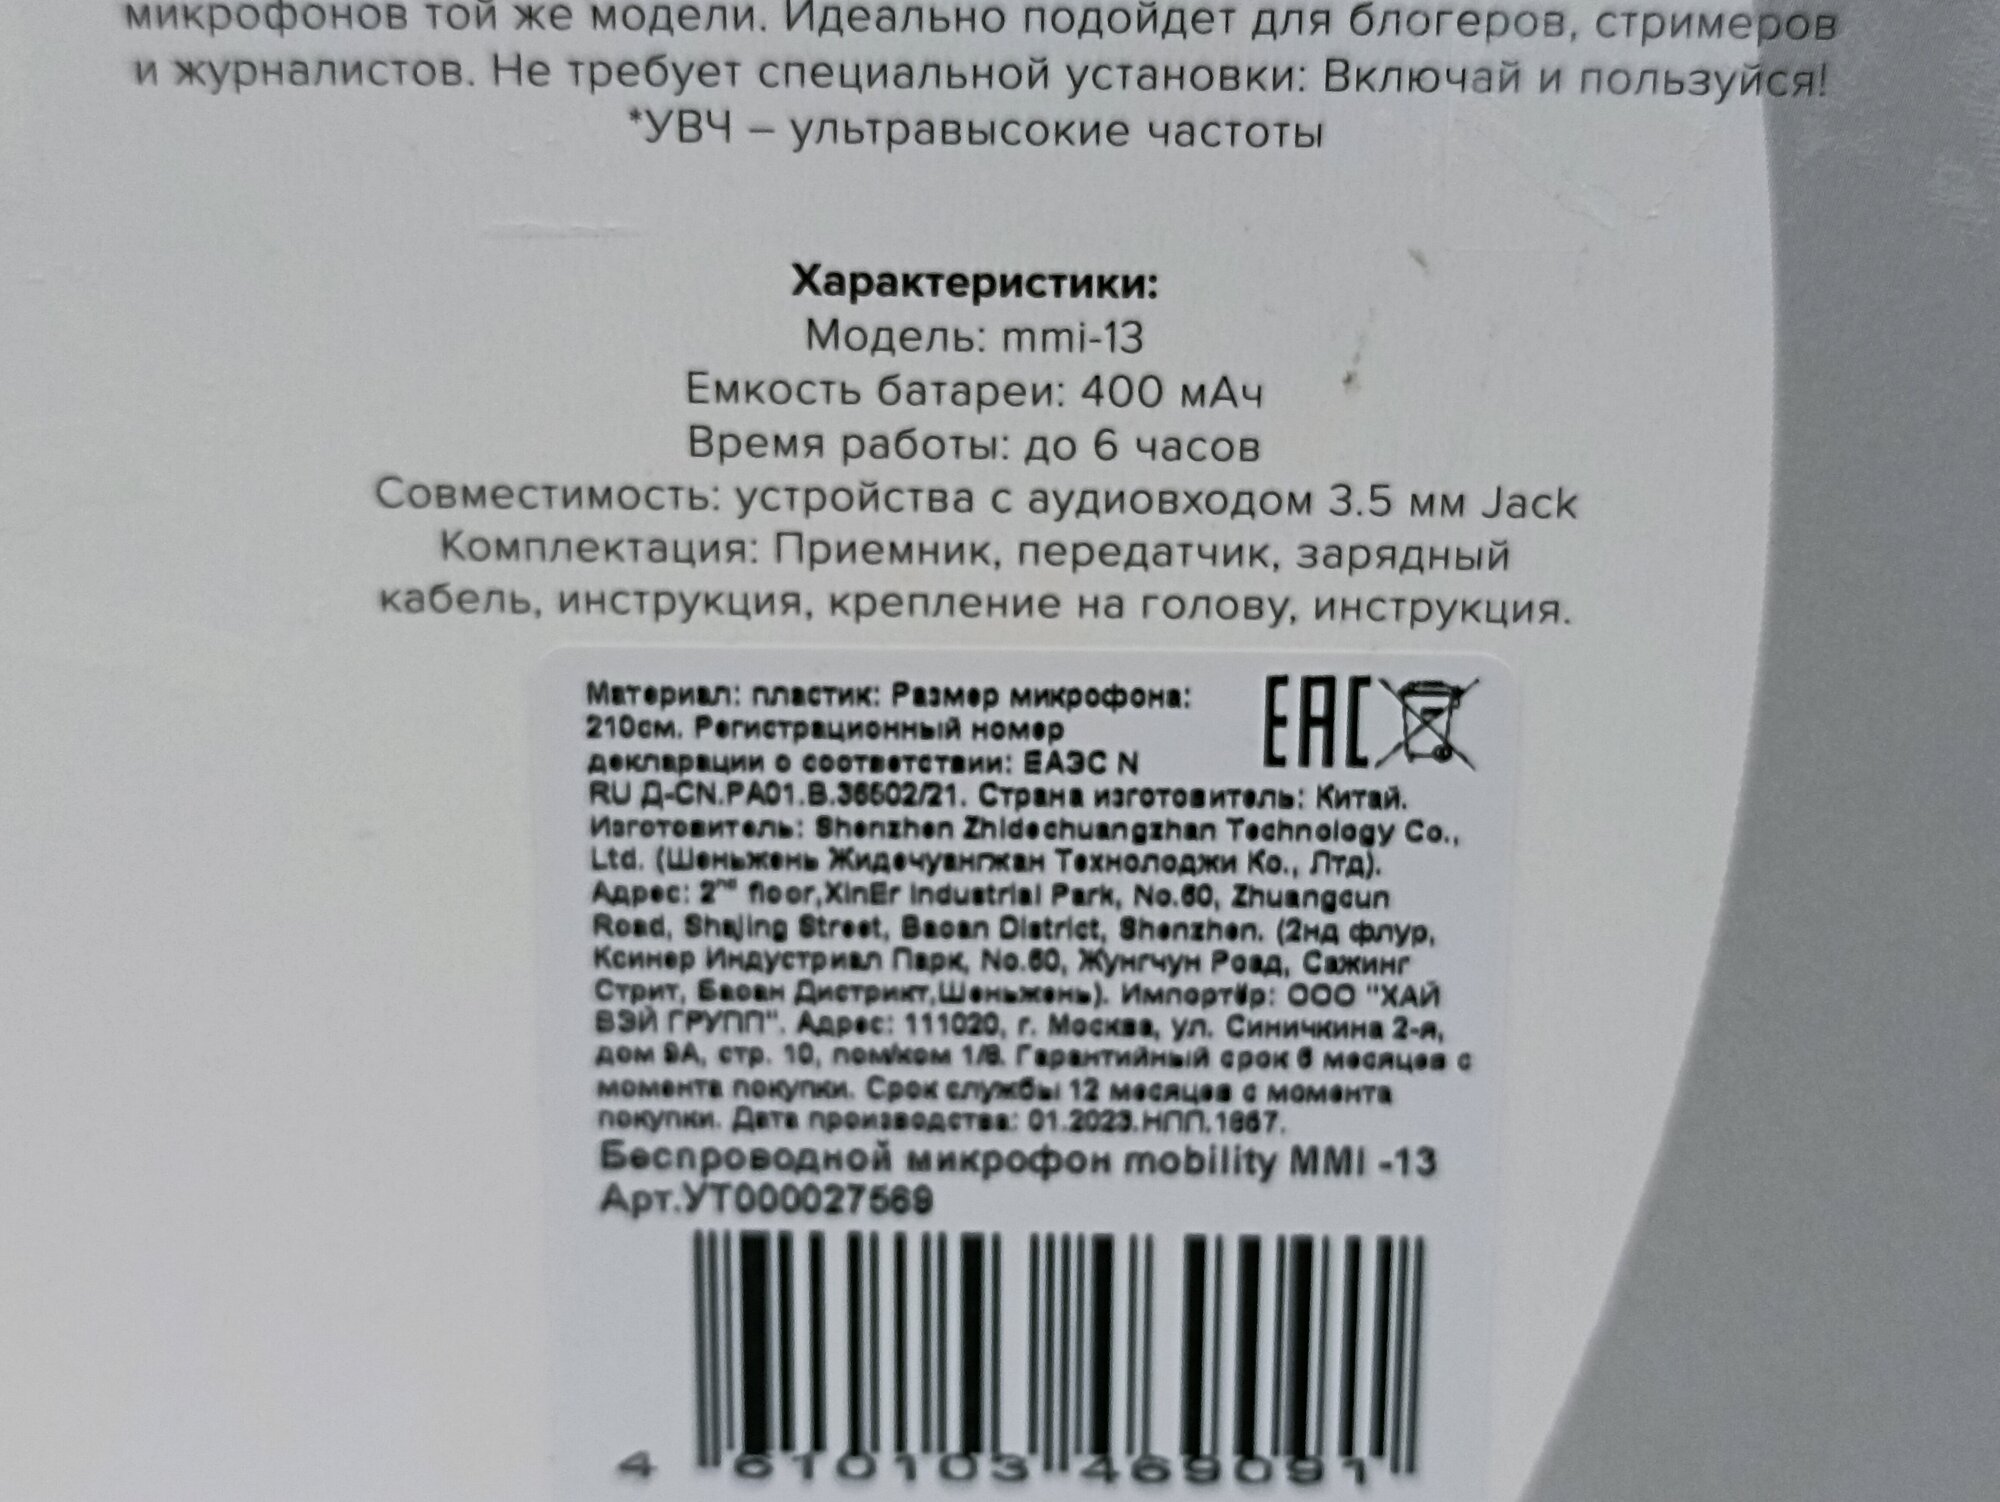 микрофонов той же модели. Идеально подойдет для блогеров, стримеров
и журналистов. Не требует специальной установки: Включай и пользуйся!
*УВЧ – ультравысокие частоты
Характеристики:
Модель: mmi-13
Емкость батареи: 400 мАч
Время работы: до 6 часов
Совместимость: устройства с аудиовходом 3.5 мм Jack
Комплектация: Приемник, передатчик, зарядный
кабель, инструкция, крепление на голову, инструкция.
Материал: пластик: Размер микрофона:
210см. Регистрационный номер
декларации о соответствии: ЕАЭС N
RU Д-CN.РА01.В.36602/21. Страна изготовитель: Китай.
Изготовитель: Shenzhen Zhidechuangzhan Technology Co.,
Ltd. (Шеньжень Жидечуангжан Технолоджи Ко., Лтд).
Адрес: 2nd floor,XinEr Industrial Park, No.60, Zhuangcun
Road, Shajing Street, Baoan District, Shenzhen. (2нд флур,
Ксинер Индустриал Парк, No.60, Жунгчун Роад, Сажинг
Стрит, Баоан Дистрикт,Шеньжень). Импортёр: ООО "ХАЙ
ВЭЙ ГРУПП". Адрес: 111020, г. Москва, ул. Синичкина 2-я,
дом 9А, стр. 10, пом/ком 1/8. Гарантийный срок 6 месяцев с
момента покупки. Срок службы 12 месяцев с момента
покупки. Дата производства: 01.2023.НПП.1867.
EAC
Беспроводной микрофон mobility MMI -13
Арт.УТ000027569
4 610103 469091